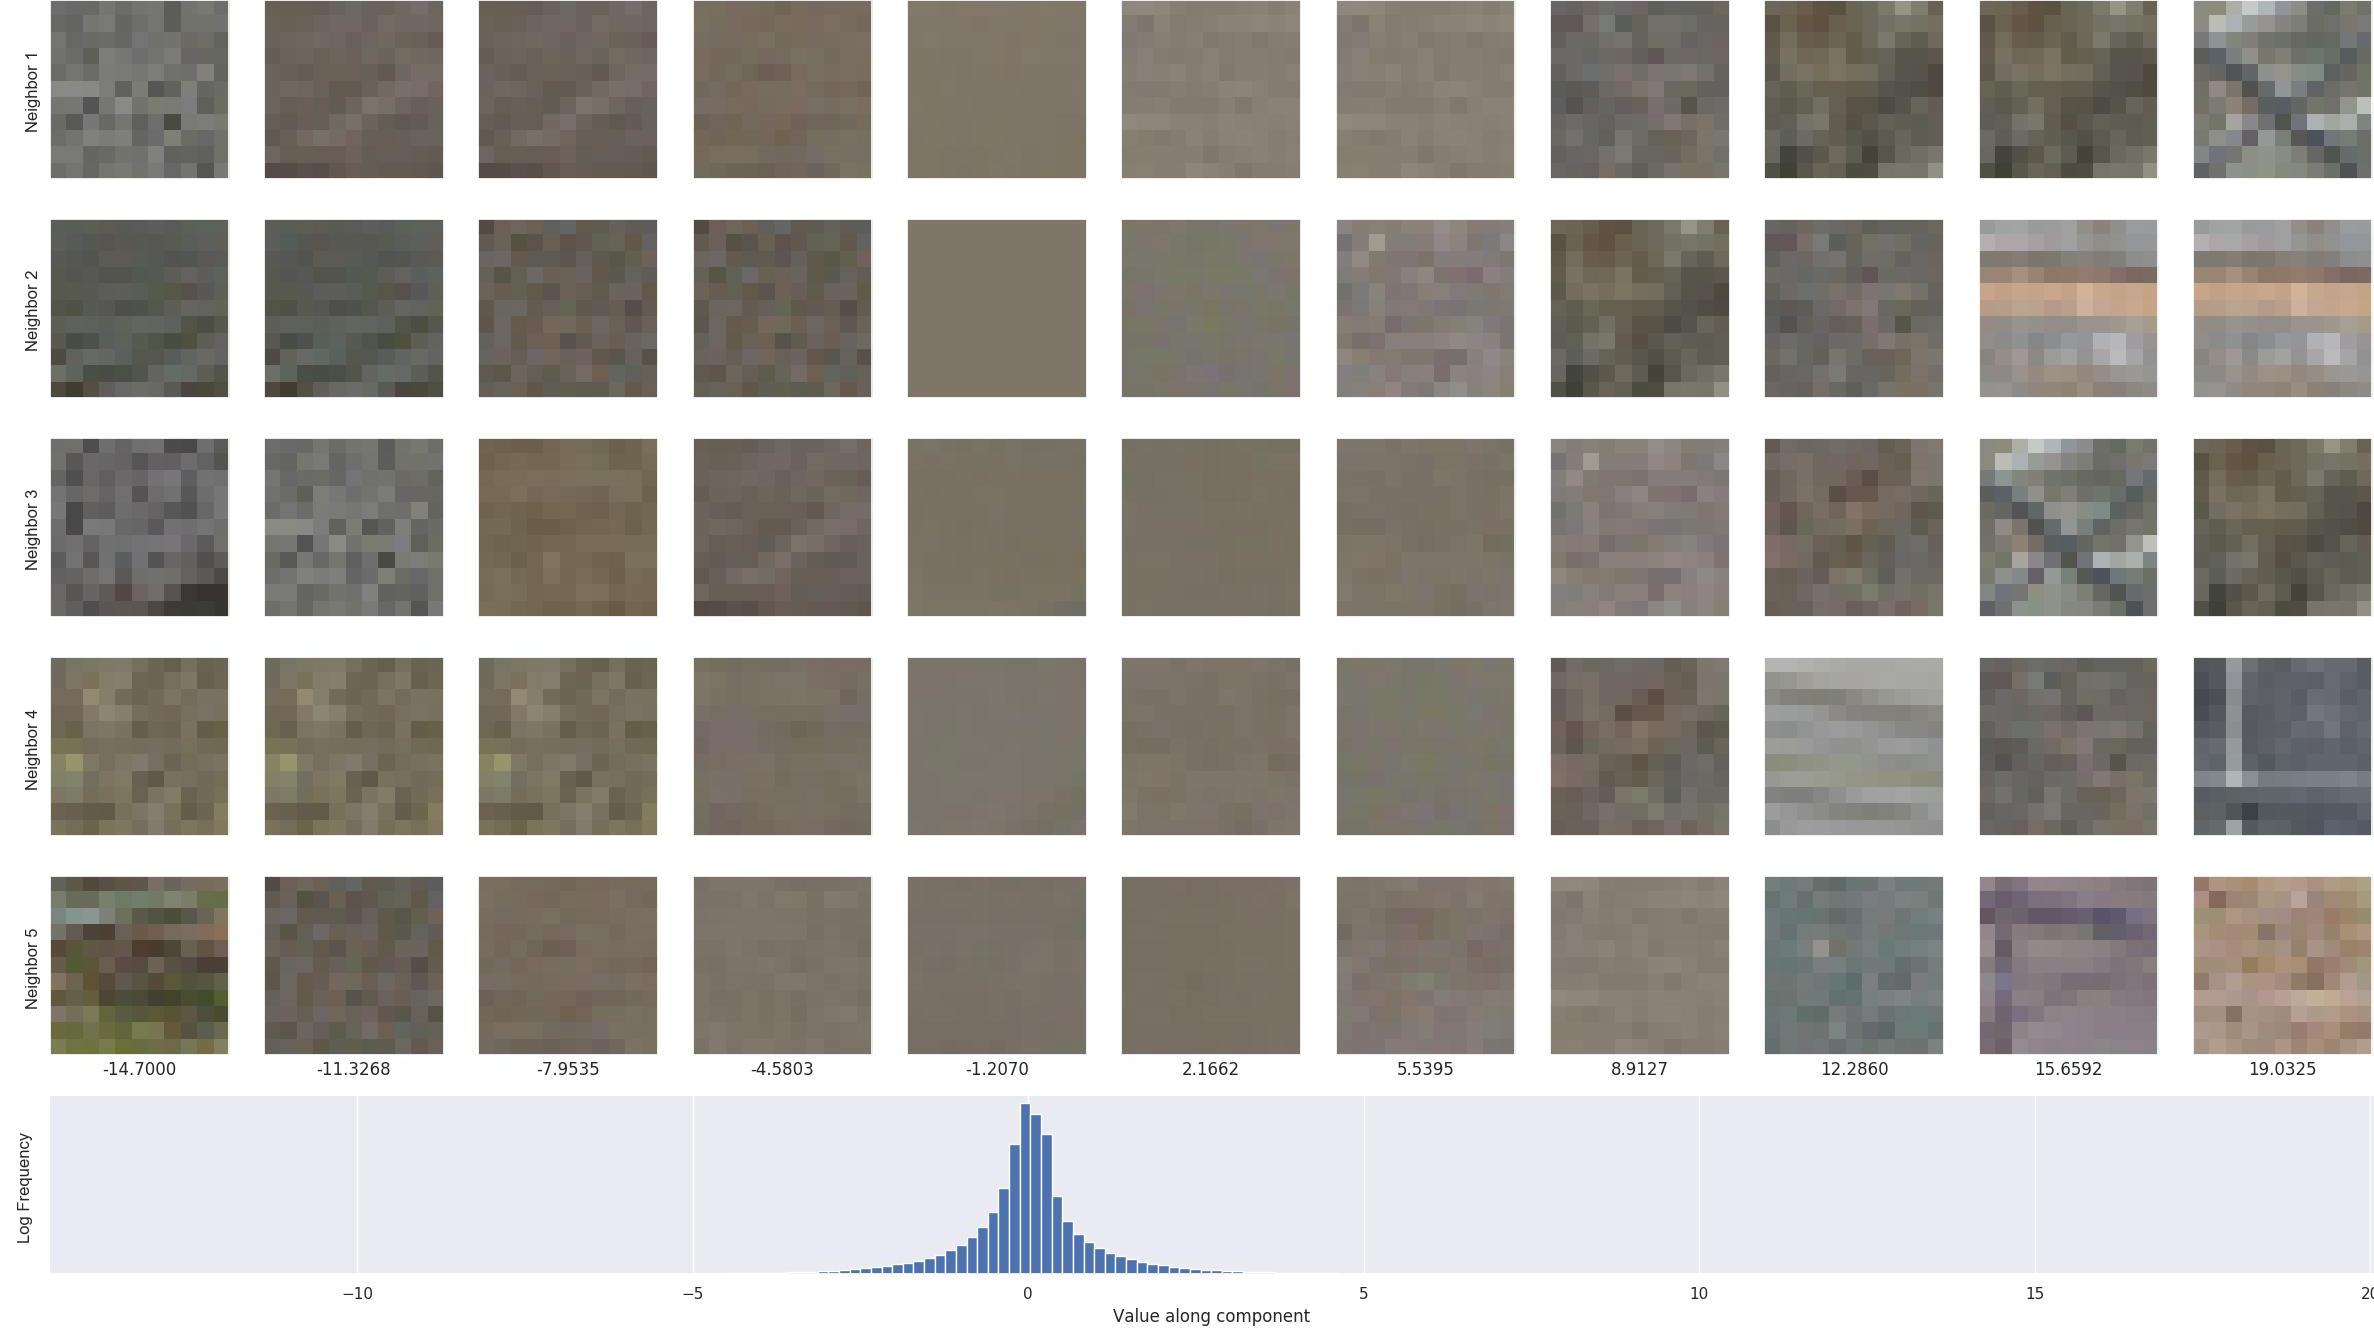 Neighbor 1
Neighbor 2
Neighbor 3
Neighbor 4
Neighbor 5
-14.7000 -11.3268 -7.9535 -4.5803 -1.2070 2.1662 5.5395 8.9127 12.2860 15.6592 19.0325
Log Frequency
−10 −5 0 5 10 15 20
Value along component